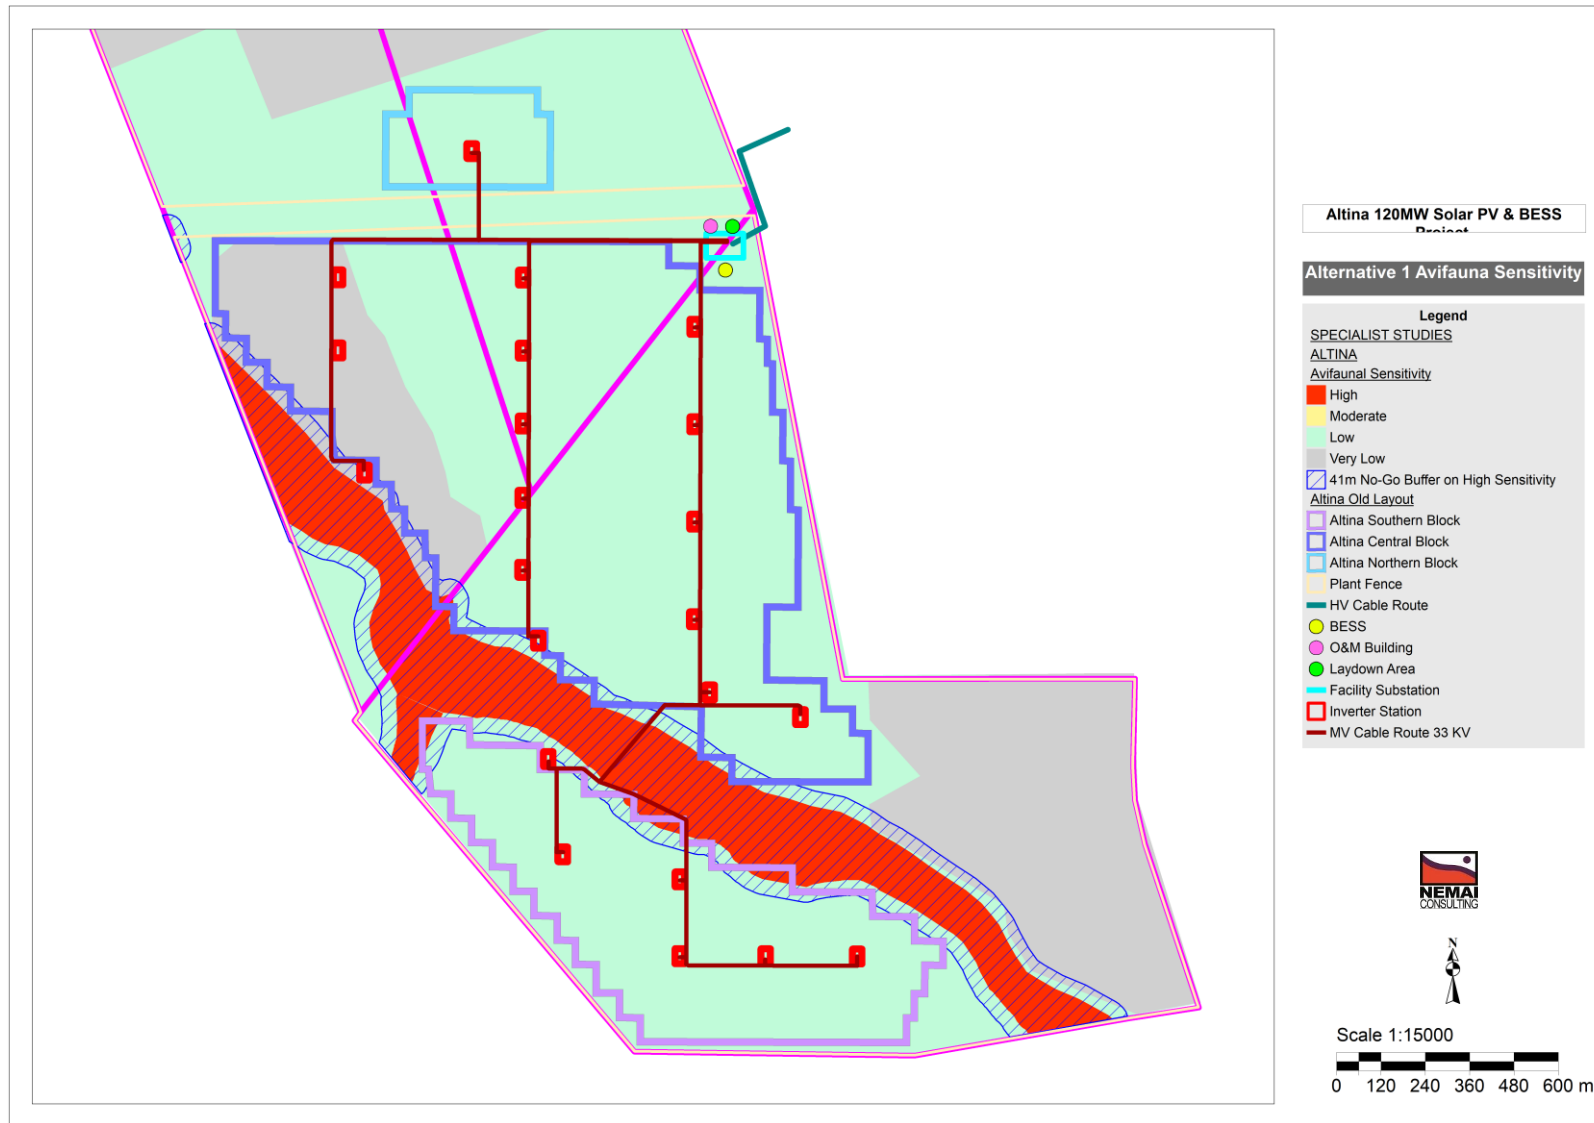 Altina 120MW Solar PV & BESS
Project
Alternative 1 Avifauna Sensitivity
Legend
SPECIALIST STUDIES
ALTINA
Avifaunal Sensitivity
High
Moderate
Low
Very Low
41m No-Go Buffer on High Sensitivity
Altina Old Layout
Altina Southern Block
Altina Central Block
Altina Northern Block
Plant Fence
HV Cable Route
BESS
O&M Building
Laydown Area
Facility Substation
Inverter Station
MV Cable Route 33 KV
NEMAI
CONSULTING
N
Scale 1:15000
0 120 240 360 480 600 m